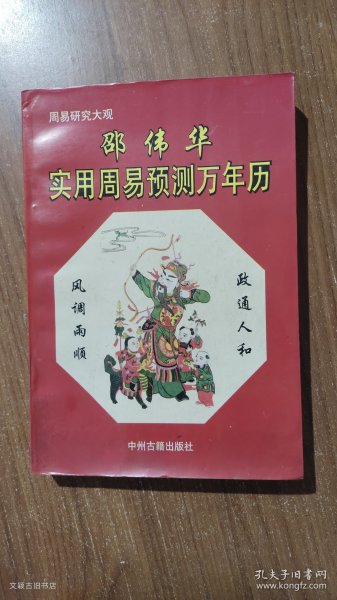 周易研究大观
邵伟华
实用周易预测万年历
风调雨顺
政通人和
中州古籍出版社
文颖古旧书店
孔夫子旧书网
www.kongfz.com